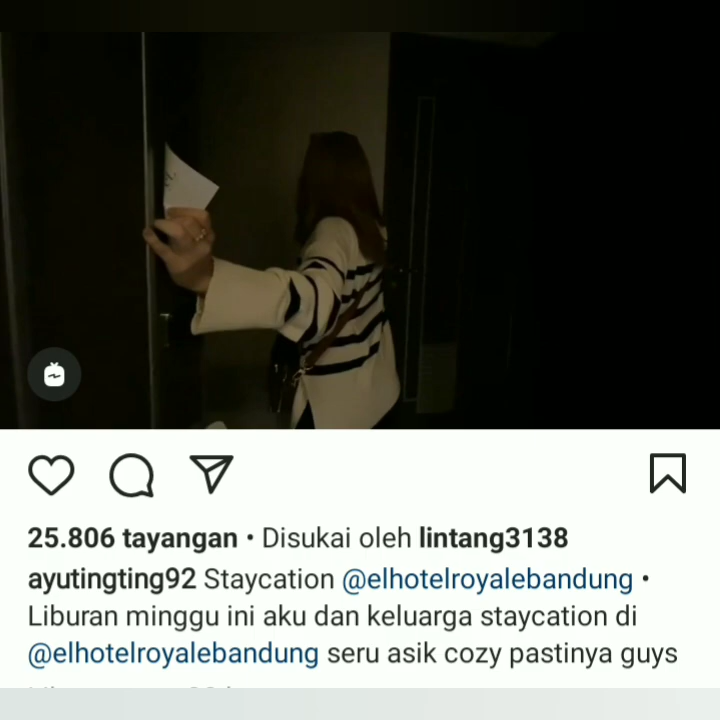 25.806 tayangan • Disukai oleh lintang3138
ayutingting92 Staycation @elhotelroyalebandung •
Liburan minggu ini aku dan keluarga staycation di
@elhotelroyalebandung seru asik cozy pastinya guys